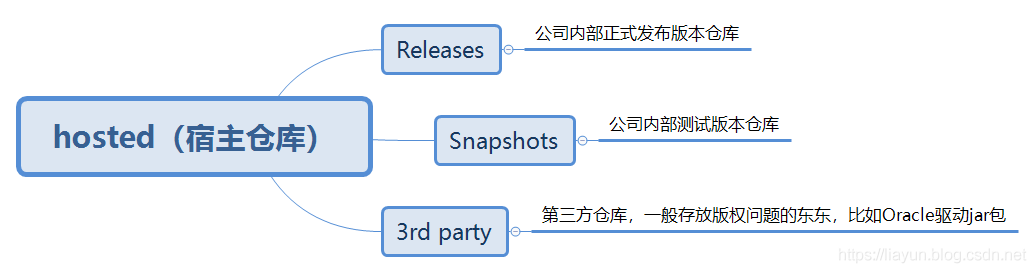 hosted（宿主仓库）
Releases
公司内部正式发布版本仓库
Snapshots
公司内部测试版本仓库
3rd party
第三方仓库，一般存放版权问题的东东，比如Oracle驱动jar包
https://liayun.blog.csdn.net